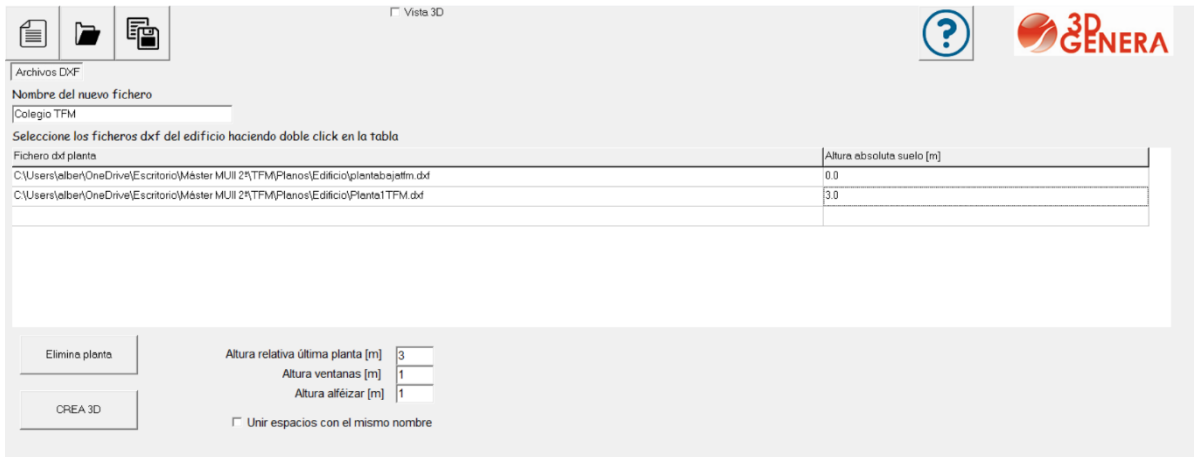 Vista 3D
3D
GENERA
Archivos DXF
Nombre del nuevo fichero
Colegio TFM
Seleccione los ficheros dxf del edificio haciendo doble click en la tabla
Fichero dxf planta Altura absoluta suelo [m]
C:\Users\alber\OneDrive\Escritorio\Máster MUII 2º\TFM\Planos\Edificio\plantabajatfm.dxf 0.0
C:\Users\alber\OneDrive\Escritorio\Máster MUII 2º\TFM\Planos\Edificio\Planta1TFM.dxf 3.0
Elimina planta
Altura relativa última planta [m] 3
Altura ventanas [m] 1
Altura alféizar [m] 1
CREA 3D
Unir espacios con el mismo nombre